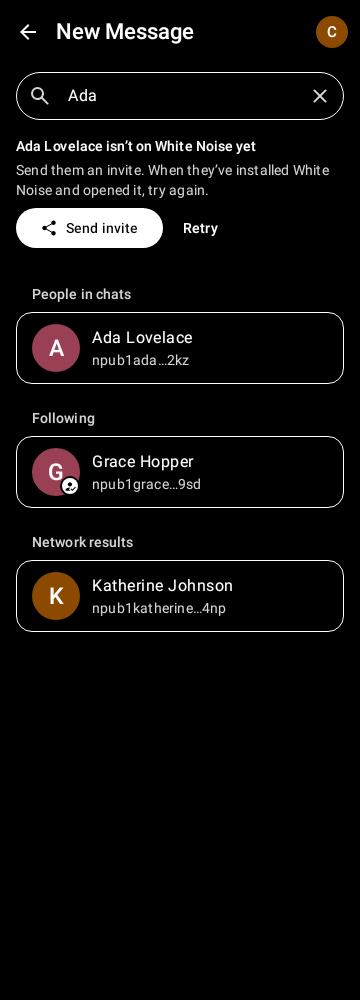 New Message
C
Ada
Ada Lovelace isn’t on White Noise yet
Send them an invite. When they’ve installed White
Noise and opened it, try again.
Send invite
Retry
People in chats
A
Ada Lovelace
npub1ada…2kz
Following
G
Grace Hopper
npub1grace…9sd
Network results
K
Katherine Johnson
npub1katherine…4np